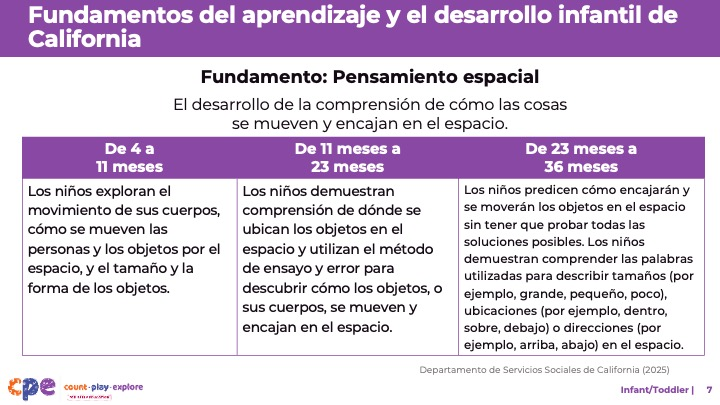 Fundamentos del aprendizaje y el desarrollo infantil de
California
Fundamento: Pensamiento espacial
El desarrollo de la comprensión de cómo las cosas
se mueven y encajan en el espacio.
De 4 a
11 meses
De 11 meses a
23 meses
De 23 meses a
36 meses
Los niños exploran el
movimiento de sus cuerpos,
cómo se mueven las
personas y los objetos por el
espacio, y el tamaño y la
forma de los objetos.
Los niños demuestran
comprensión de dónde se
ubican los objetos en el
espacio y utilizan el método
de ensayo y error para
descubrir cómo los objetos, o
sus cuerpos, se mueven y
encajan en el espacio.
Los niños predicen cómo encajarán y
se moverán los objetos en el espacio
sin tener que probar todas las
soluciones posibles. Los niños
demuestran comprender las palabras
utilizadas para describir tamaños (por
ejemplo, grande, pequeño, poco),
ubicaciones (por ejemplo, dentro,
sobre, debajo) o direcciones (por
ejemplo, arriba, abajo) en el espacio.
Departamento de Servicios Sociales de California (2025)
cpe count·play·explore
Infant/Toddler | 7